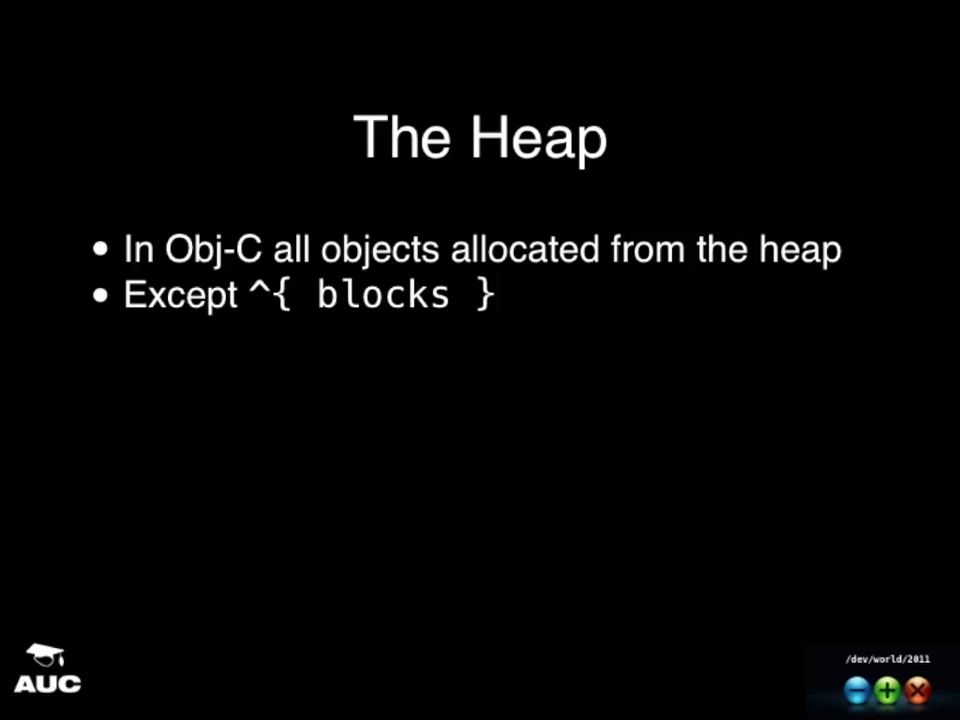 The Heap
• In Obj-C all objects allocated from the heap
• Except ^{ blocks }
AUC
/dev/world/2011